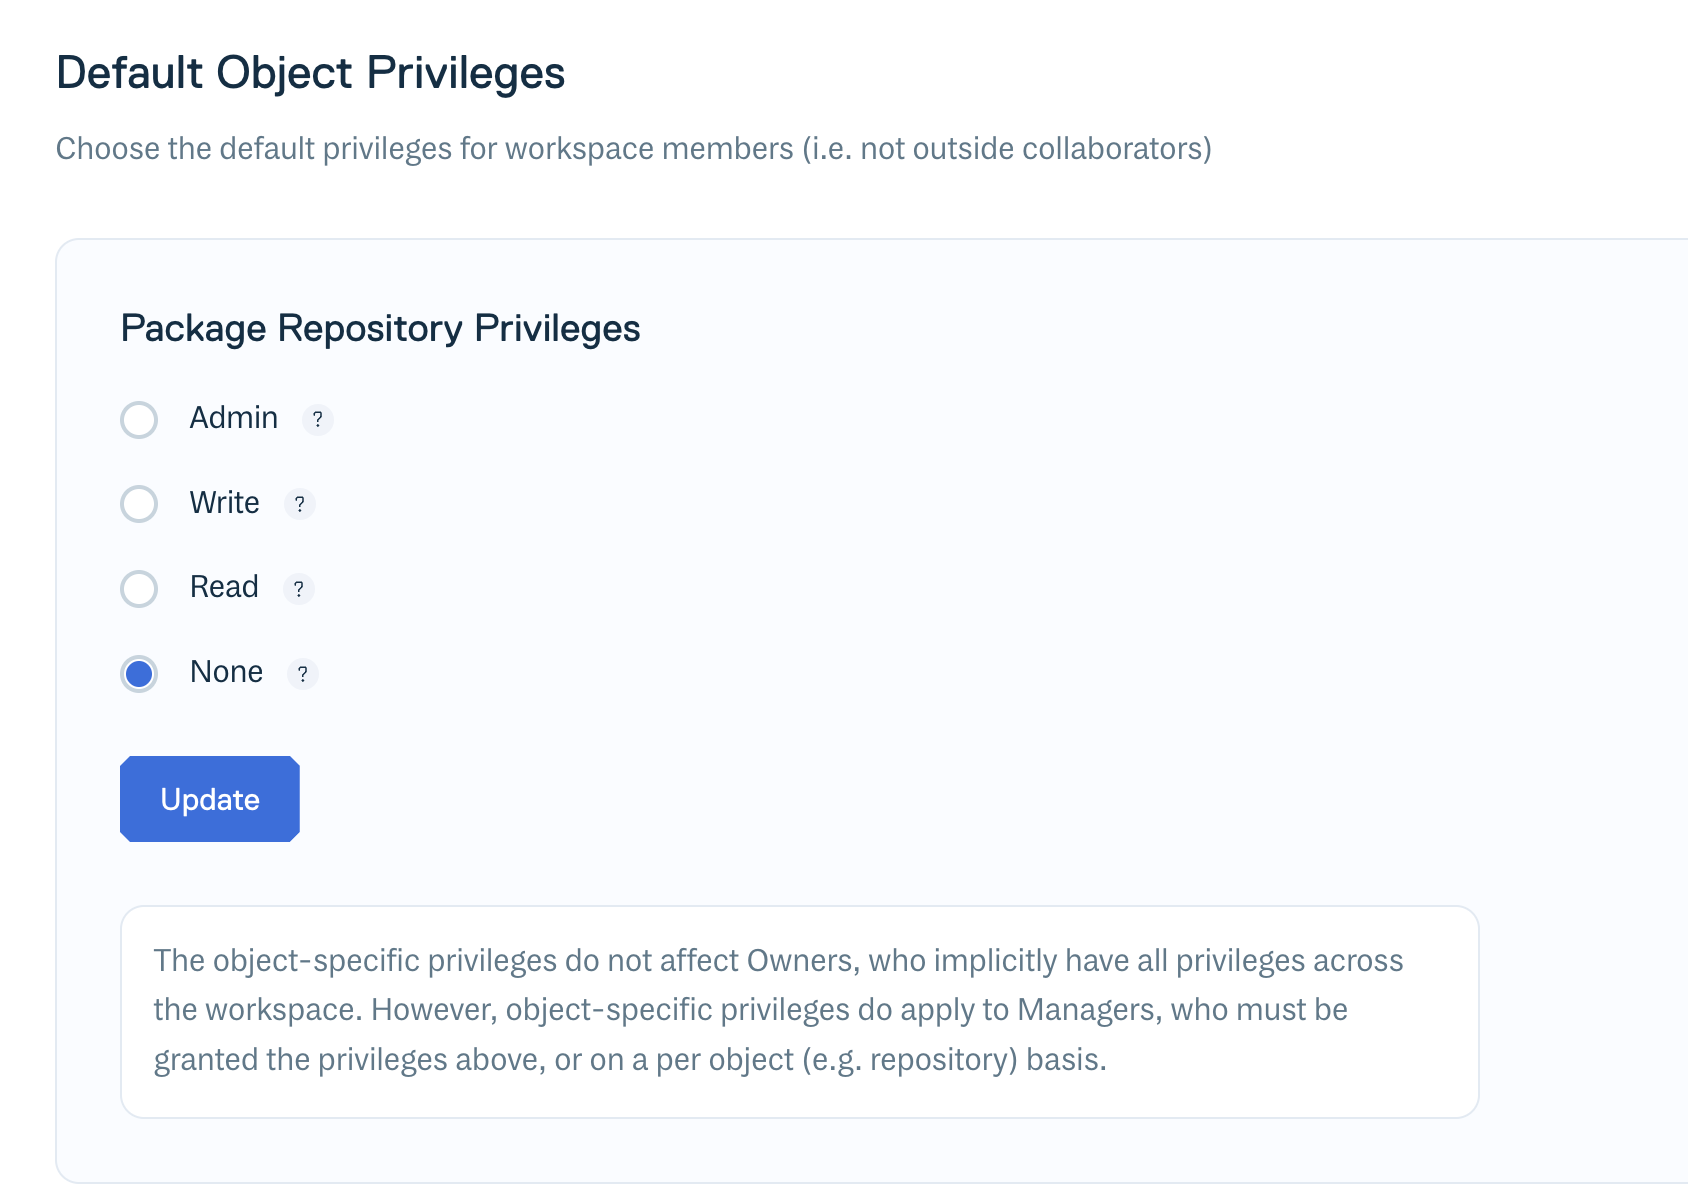 Default Object Privileges
Choose the default privileges for workspace members (i.e. not outside collaborators)
Package Repository Privileges
Admin ?
Write ?
Read ?
None ?
Update
The object-specific privileges do not affect Owners, who implicitly have all privileges across
the workspace. However, object-specific privileges do apply to Managers, who must be
granted the privileges above, or on a per object (e.g. repository) basis.